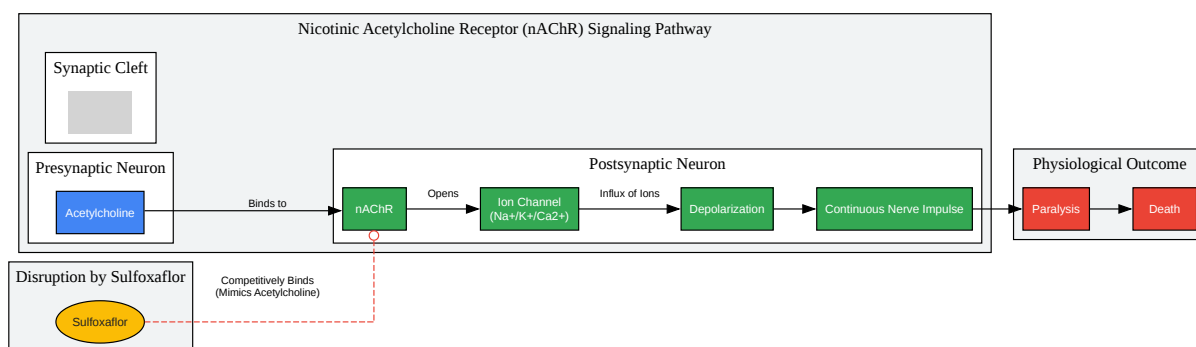 Nicotinic Acetylcholine Receptor (nAChR) Signaling Pathway
Synaptic Cleft
Presynaptic Neuron
Acetylcholine
Binds to
Postsynaptic Neuron
nAChR
Opens
Ion Channel
(Na+/K+/Ca2+)
Influx of Ions
Depolarization
Continuous Nerve Impulse
Physiological Outcome
Paralysis
Death
Disruption by Sulfoxaflor
Sulfoxaflor
Competitively Binds
(Mimics Acetylcholine)